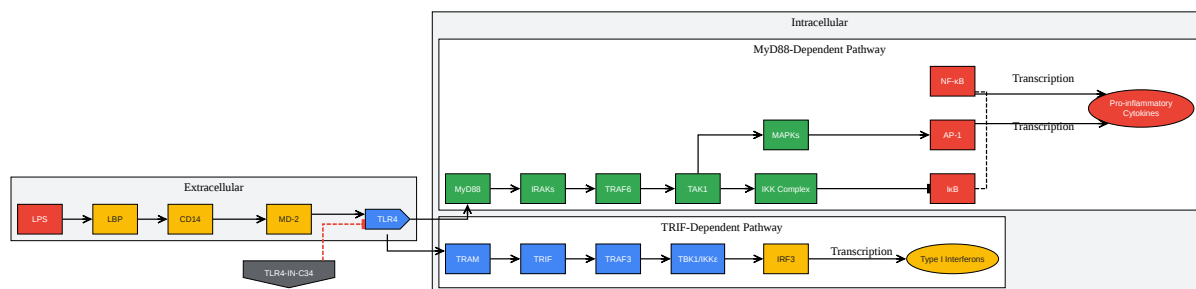 Intracellular
MyD88-Dependent Pathway
NF-κB
Transcription
Pro-inflammatory
Cytokines
MAPKs
AP-1
Transcription
Extracellular
MyD88
IRAKs
TRAF6
TAK1
IKK Complex
IκB
LPS
LBP
CD14
MD-2
TLR4
TRIF-Dependent Pathway
TLR4-IN-C34
TRAM
TRIF
TRAF3
TBK1/IKKε
IRF3
Transcription
Type I Interferons